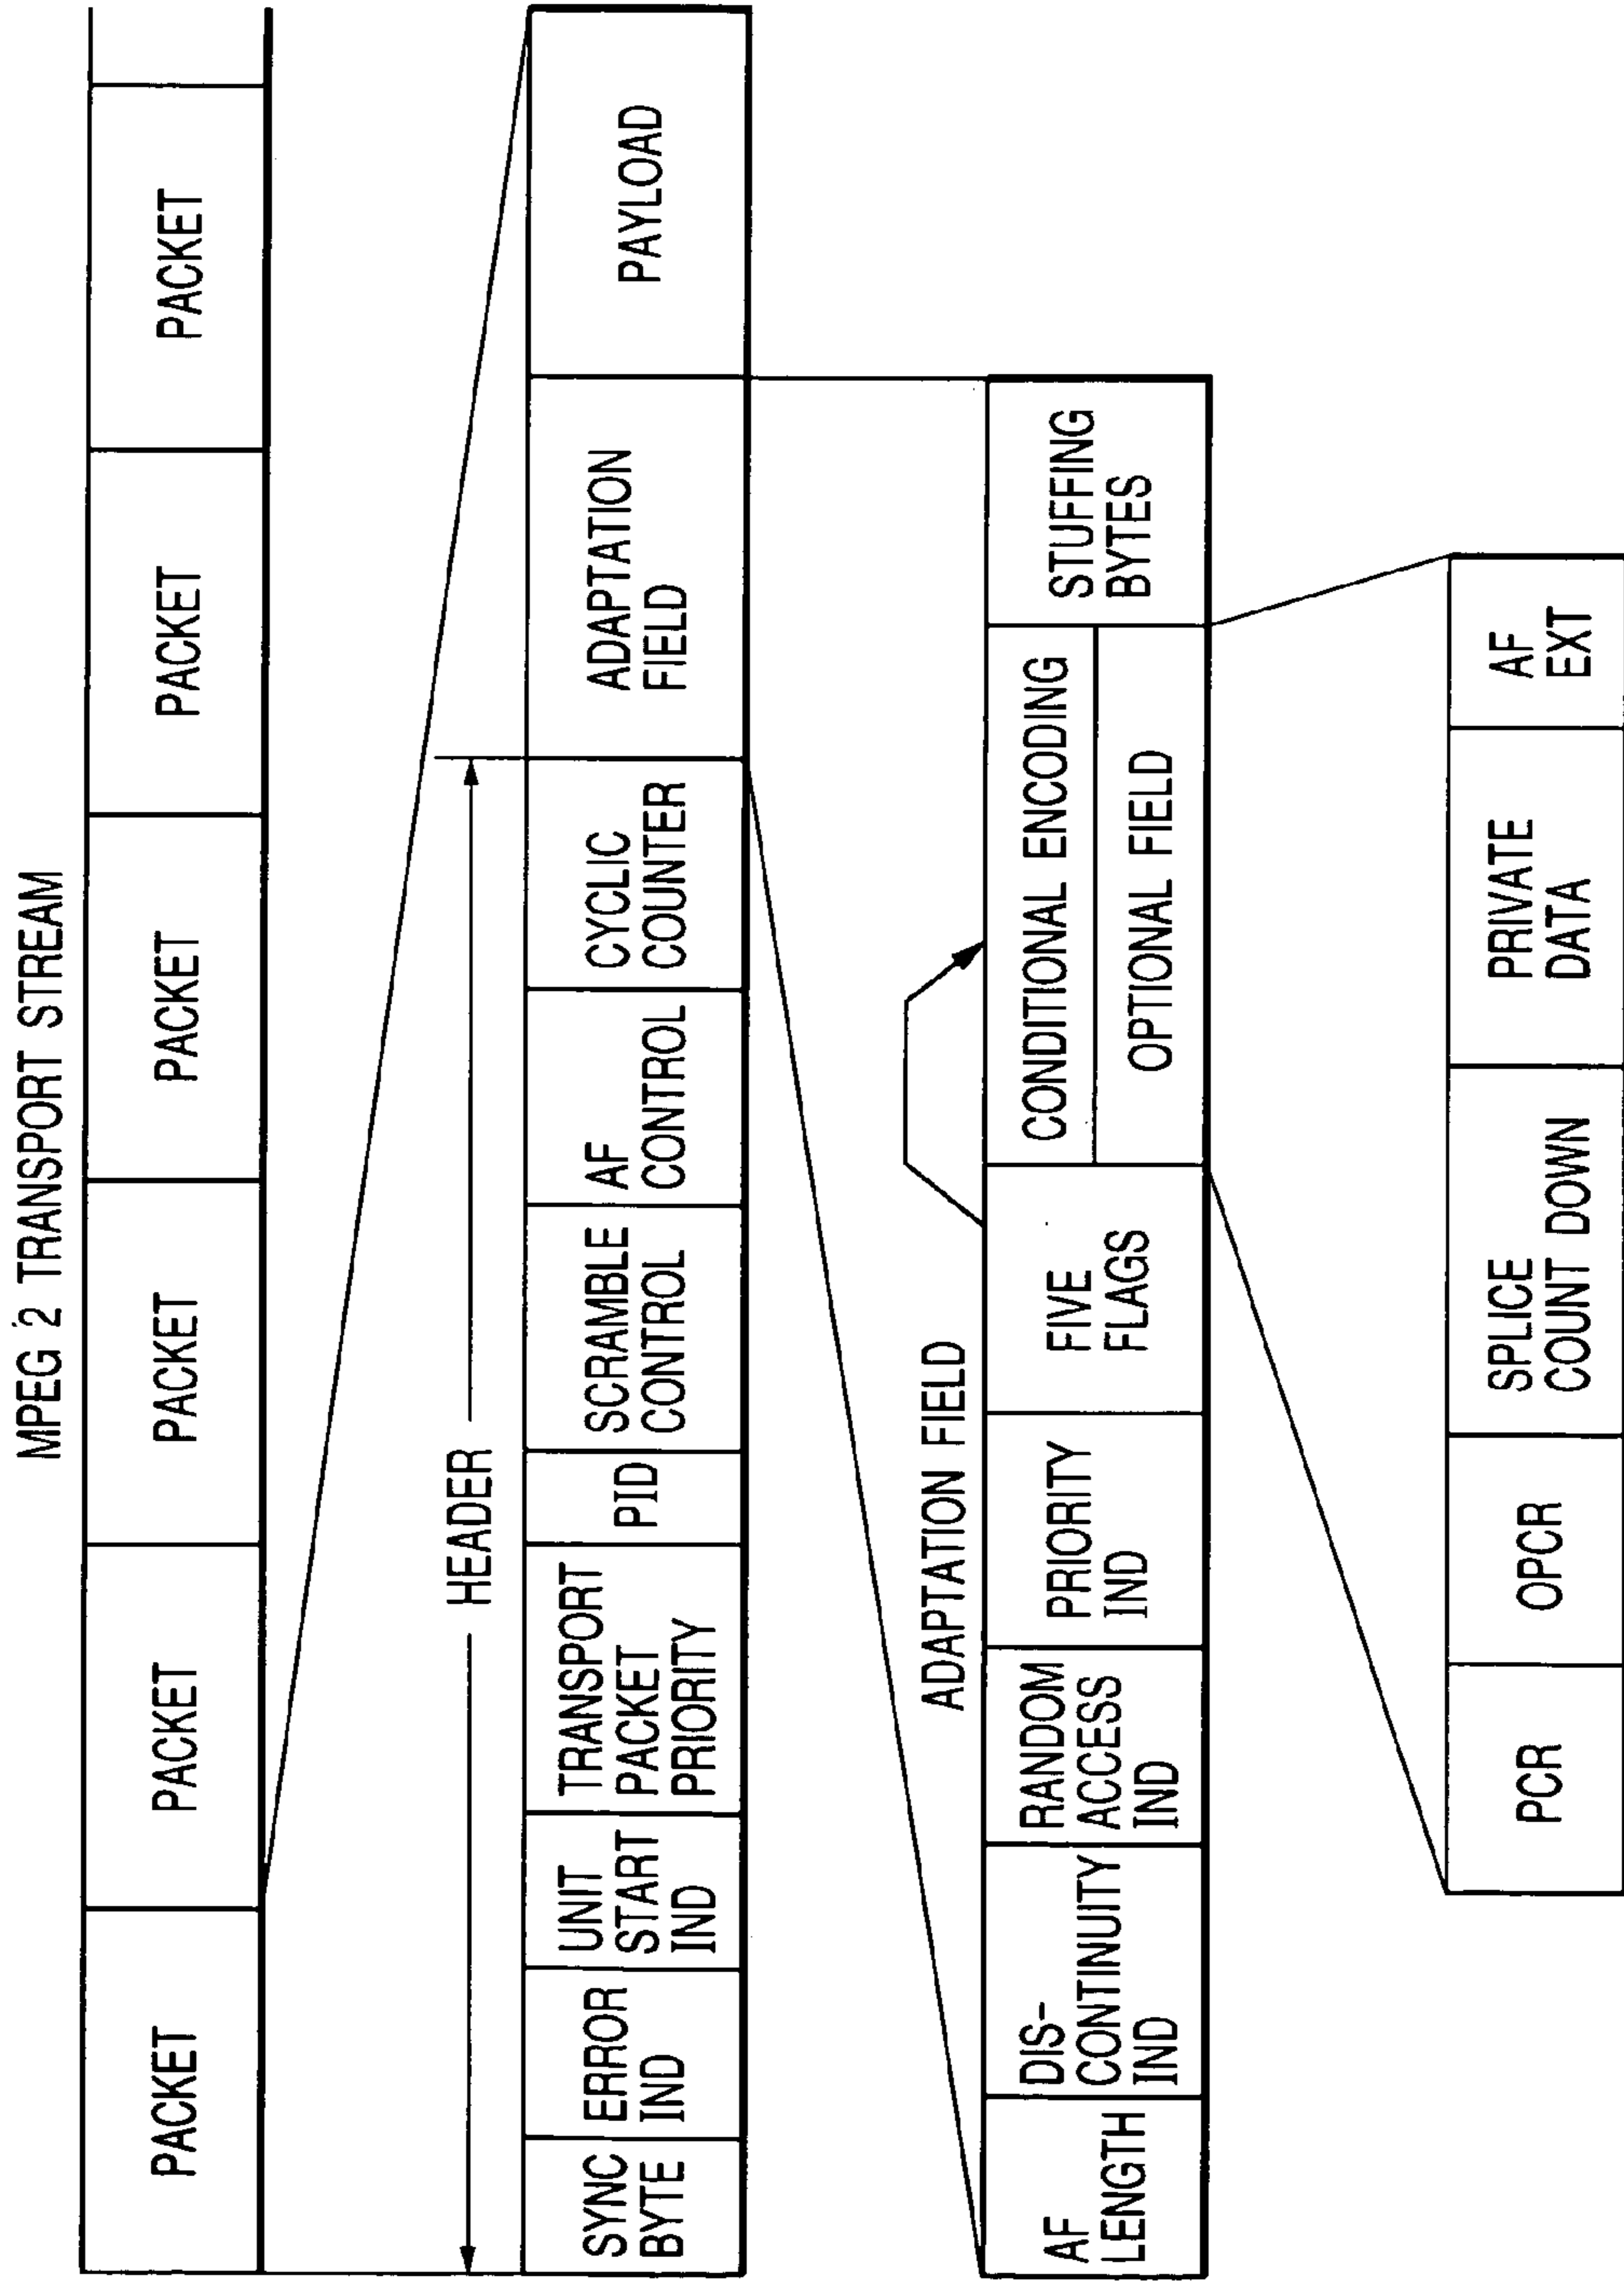 MPEG 2 TRANSPORT STREAM
PACKET
PACKET
PACKET
PACKET
PACKET
PACKET
HEADER
SYNC
BYTE
ERROR
IND
UNIT
START
IND
TRANSPORT
PACKET
PRIORITY
PID
SCRAMBLE
CONTROL
AF
CONTROL
CYCLIC
COUNTER
ADAPTATION
FIELD
PAYLOAD
ADAPTATION FIELD
AF
LENGTH
DIS-
CONTINUITY
IND
RANDOM
ACCESS
IND
PRIORITY
IND
FIVE
FLAGS
CONDITIONAL ENCODING
OPTIONAL FIELD
STUFFING
BYTES
PCR
OPCR
SPLICE
COUNT DOWN
PRIVATE
DATA
AF
EXT